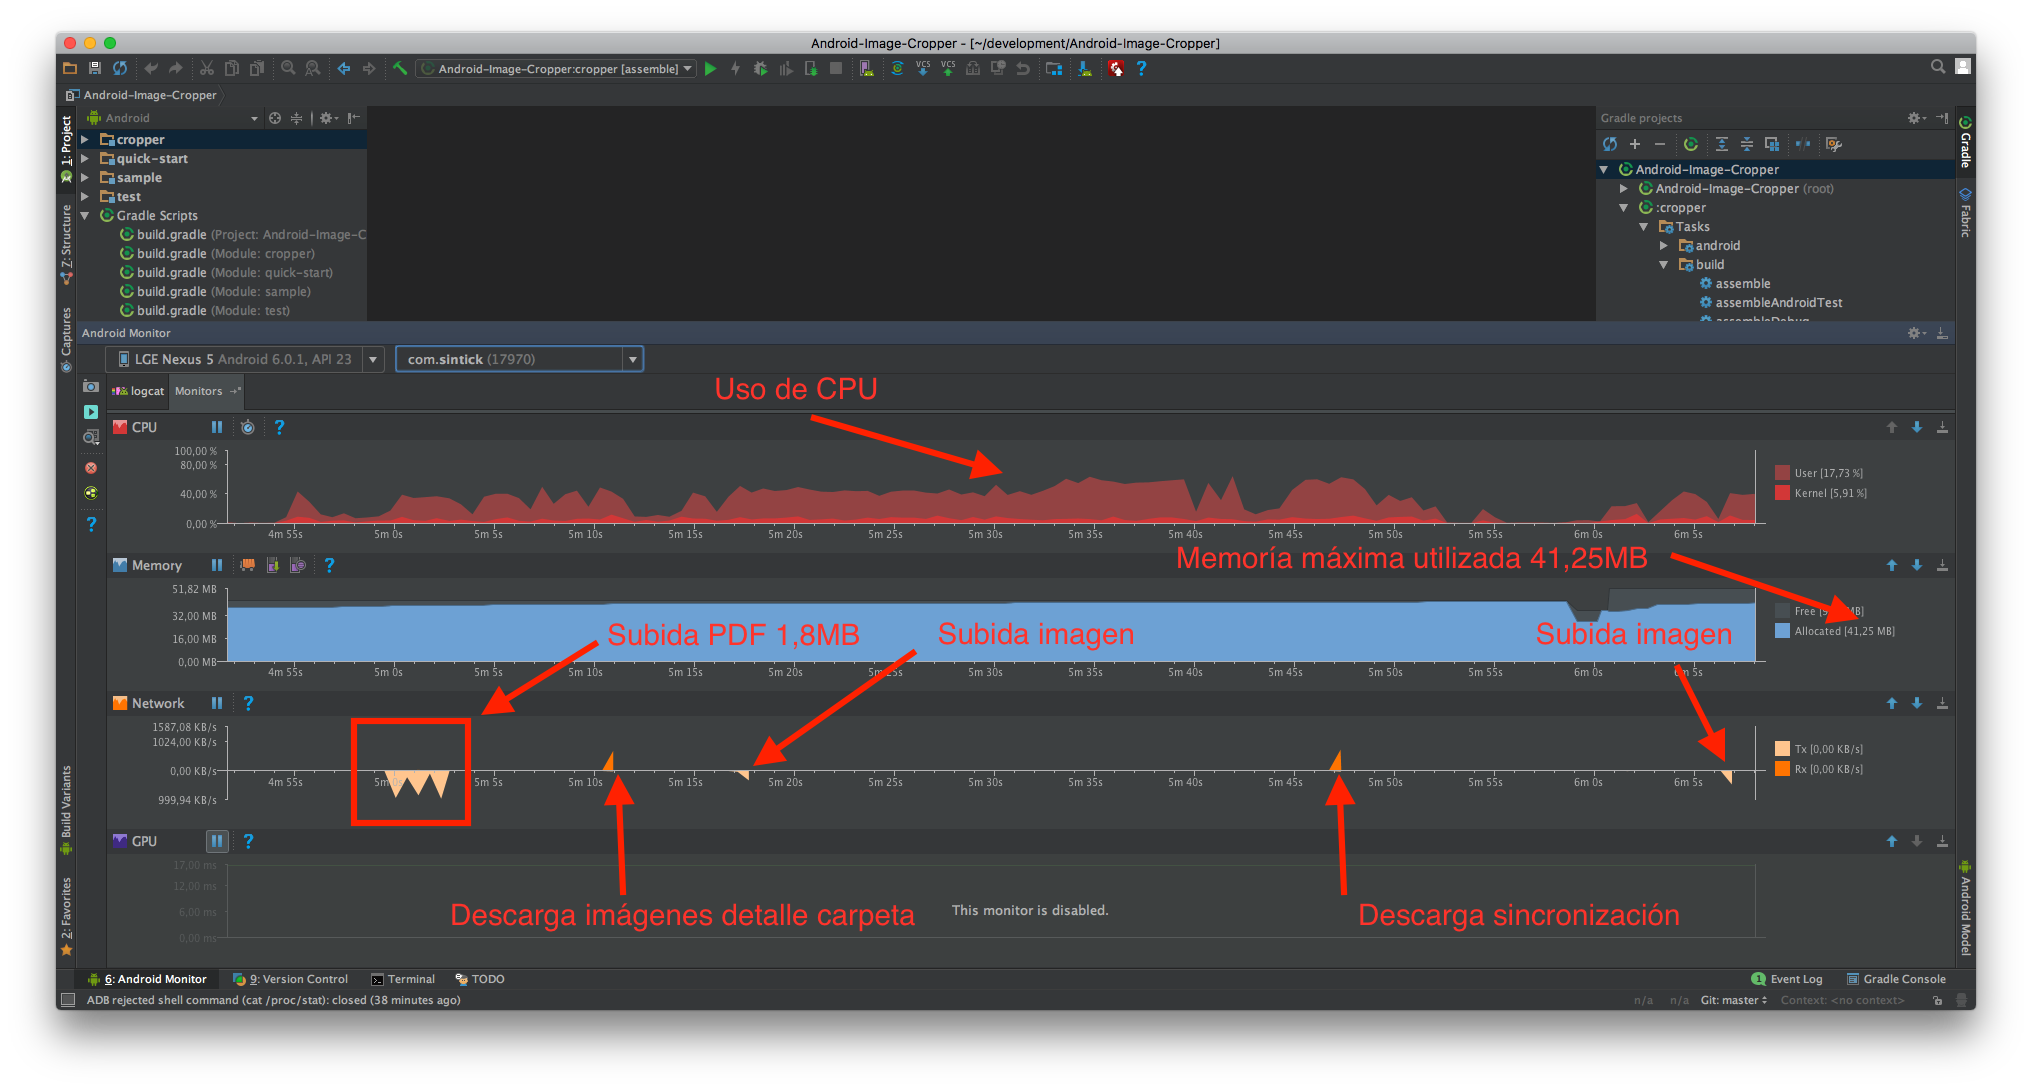 Android-Image-Cropper - [~/development/Android-Image-Cropper]
Android-Image-Cropper:cropper [assemble]
VCS VCS
Android-Image-Cropper
1: Project
Z: Structure
Captures
Build Variants
2: Favorites
Android
cropper
quick-start
sample
test
Gradle Scripts
build.gradle (Project: Android-Image-C
build.gradle (Module: cropper)
build.gradle (Module: quick-start)
build.gradle (Module: sample)
build.gradle (Module: test)
Gradle projects
Android-Image-Cropper
Android-Image-Cropper (root)
:cropper
Tasks
android
build
assemble
assembleAndroidTest
assembleDebug
Gradle
Fabric
Android Model
Android Monitor
LGE Nexus 5 Android 6.0.1, API 23
com.sintick (17970)
logcat
Monitors
Uso de CPU
CPU
100,00 %
80,00 %
40,00 %
0,00 %
4m 55s 5m 0s 5m 5s 5m 10s 5m 15s 5m 20s 5m 25s 5m 30s 5m 35s 5m 40s 5m 45s 5m 50s 5m 55s 6m 0s 6m 5s
User [17,73 %]
Kernel [5,91 %]
Memoría máxima utilizada 41,25MB
Memory
51,82 MB
32,00 MB
16,00 MB
0,00 MB
4m 55s 5m 0s 5m 5s 5m 10s 5m 15s 5m 20s 5m 25s 5m 30s 5m 35s 5m 40s 5m 45s 5m 50s 5m 55s 6m 0s 6m 5s
Free
Allocated [41,25 MB]
Subida PDF 1,8MB
Subida imagen
Subida imagen
Network
1587,08 KB/s
1024,00 KB/s
0,00 KB/s
999,94 KB/s
4m 55s 5m 0s 5m 5s 5m 10s 5m 15s 5m 20s 5m 25s 5m 30s 5m 35s 5m 40s 5m 45s 5m 50s 5m 55s 6m 0s 6m 5s
Tx [0,00 KB/s]
Rx [0,00 KB/s]
GPU
17,00 ms
12,00 ms
6,00 ms
0,00 ms
This monitor is disabled.
Descarga imágenes detalle carpeta
Descarga sincronización
6: Android Monitor
9: Version Control
Terminal
TODO
1 Event Log
Gradle Console
ADB rejected shell command (cat /proc/stat): closed (38 minutes ago)
n/a n/a Git: master Context: <no context>